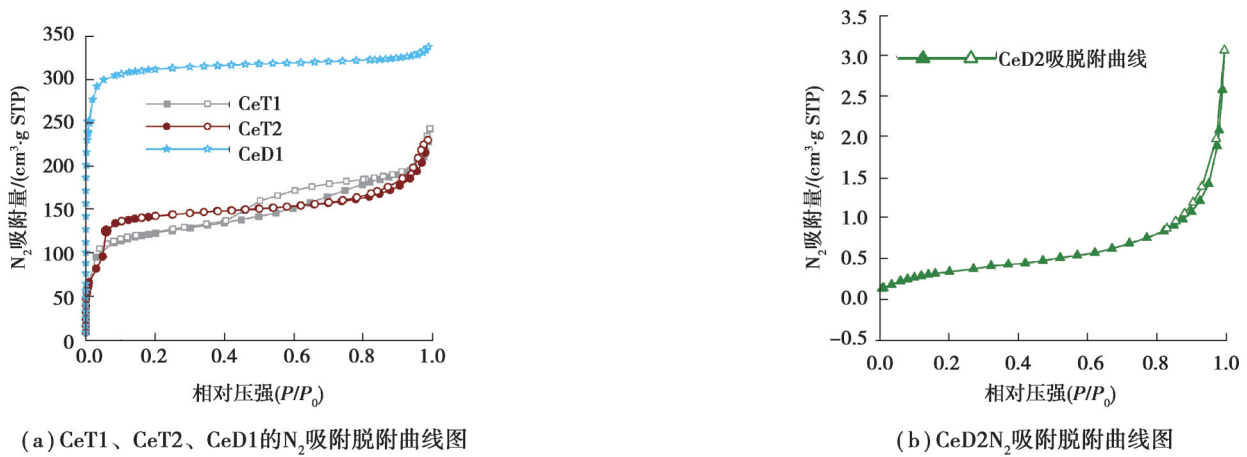 350
300
250
200
150
100
50
0
N₂吸附量/(cm³·g STP)
CeT1
CeT2
CeD1
0.0 0.2 0.4 0.6 0.8 1.0
相对压强(P/P₀)
(a)CeT1、CeT2、CeD1的N₂吸附脱附曲线图
3.5
3.0
2.5
2.0
1.5
1.0
0.5
0.0
-0.5
N₂吸附量/(cm³·g STP)
CeD2吸脱附曲线
0.0 0.2 0.4 0.6 0.8 1.0
相对压强(P/P₀)
(b)CeD2N₂吸附脱附曲线图